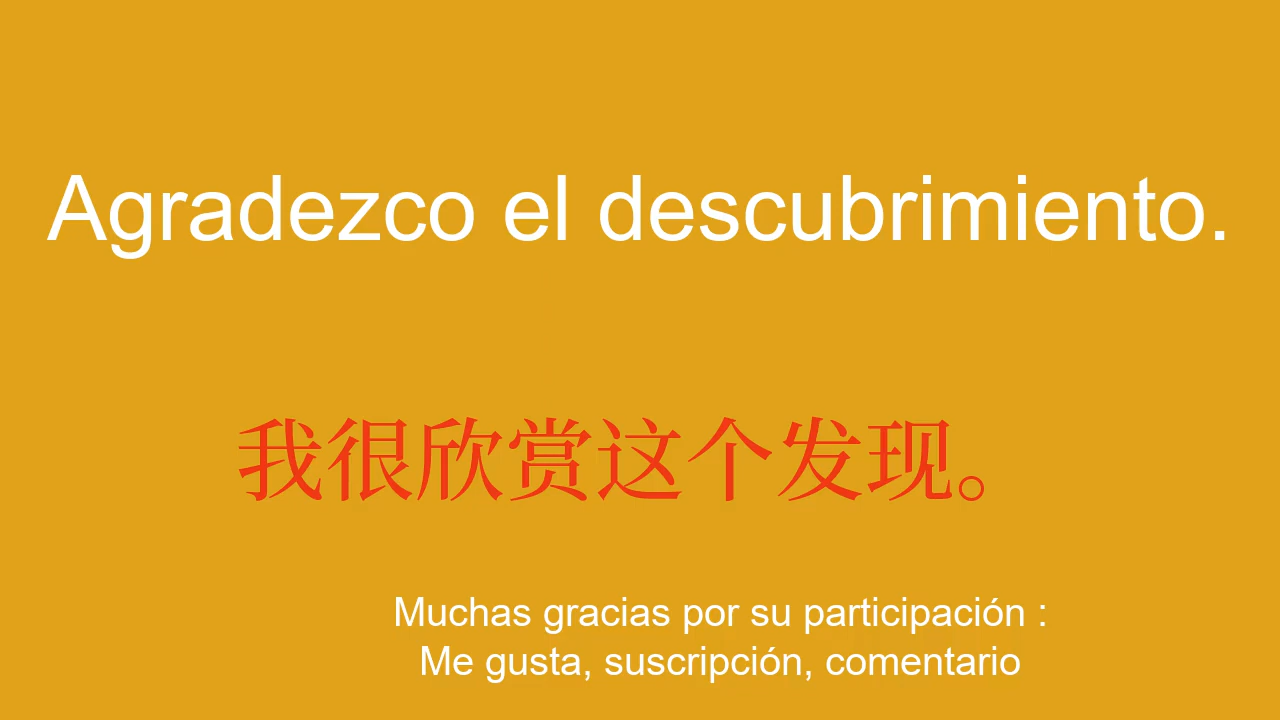 Agradezco el descubrimiento.
我很欣赏这个发现。
Muchas gracias por su participación :
Me gusta, suscripción, comentario